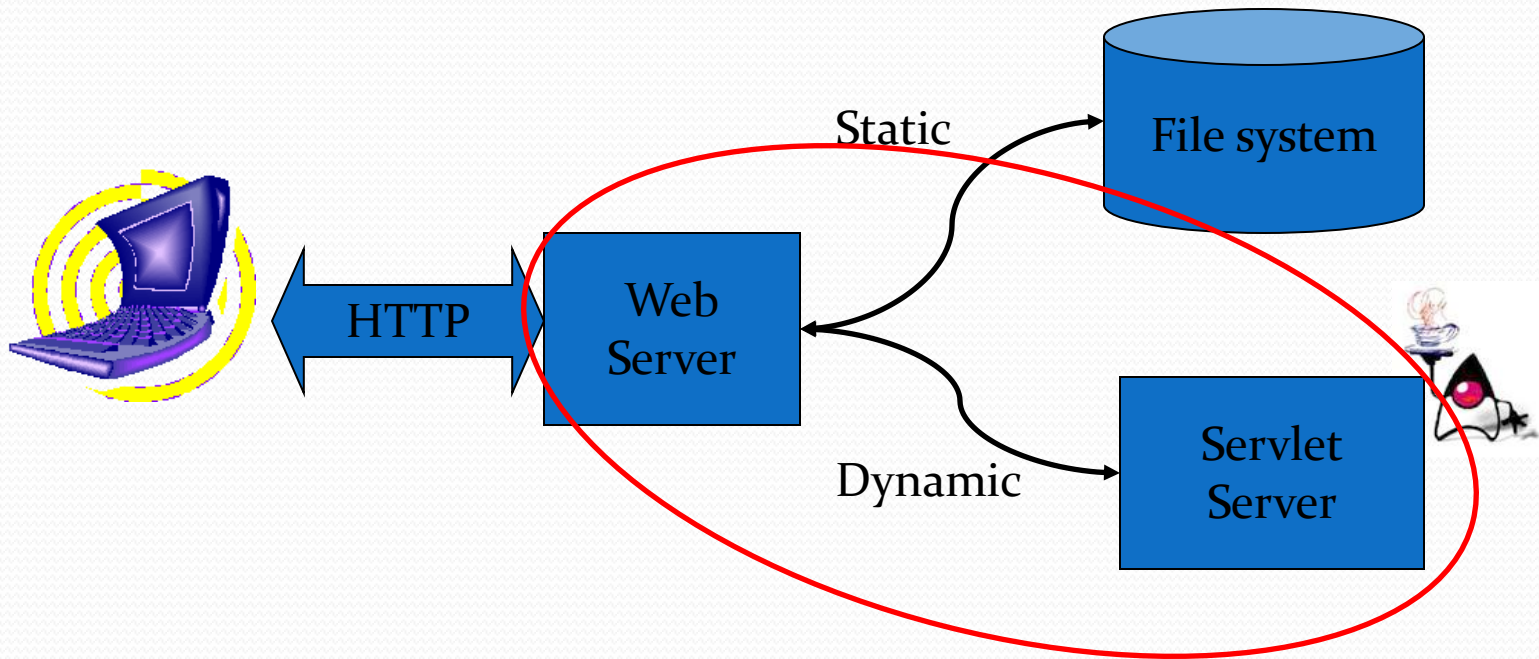 Static
File system
HTTP
Web
Server
Dynamic
Servlet
Server